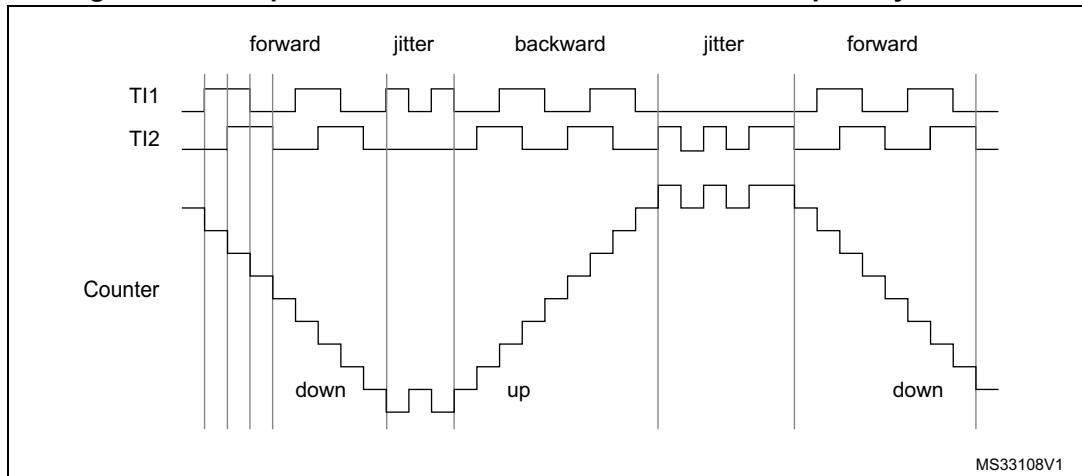 forward jitter backward jitter forward
TI1
TI2
Counter
down up down
MS33108V1